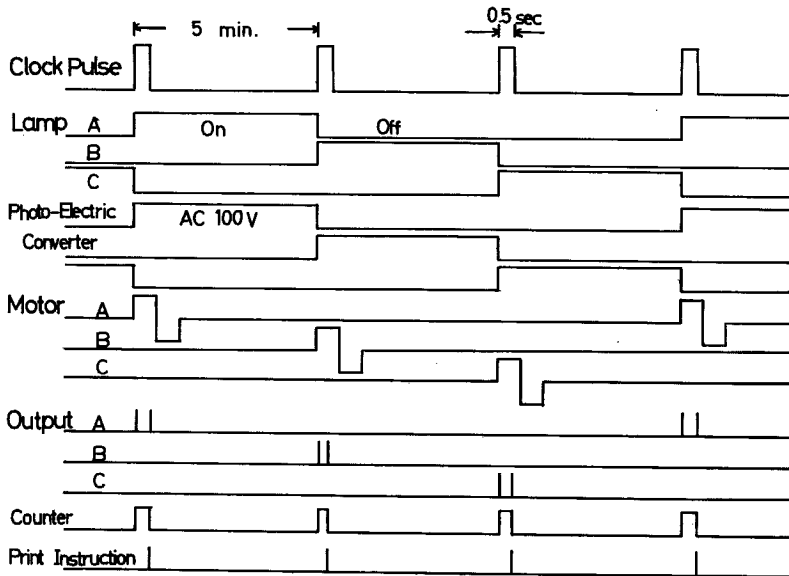 5 min.
0.5 sec
Clock Pulse
Lamp A
On
Off
B
C
Photo-Electric
AC 100V
Converter
Motor A
B
C
Output A
B
C
Counter
Print Instruction